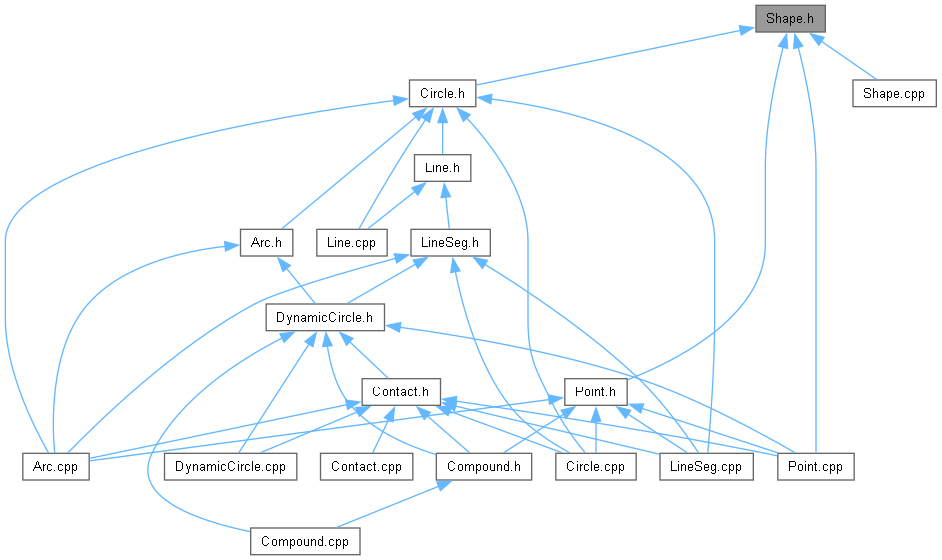 Shape.h
Circle.h
Shape.cpp
Line.h
Arc.h
Line.cpp
LineSeg.h
DynamicCircle.h
Contact.h
Point.h
Arc.cpp
DynamicCircle.cpp
Contact.cpp
Compound.h
Circle.cpp
LineSeg.cpp
Point.cpp
Compound.cpp